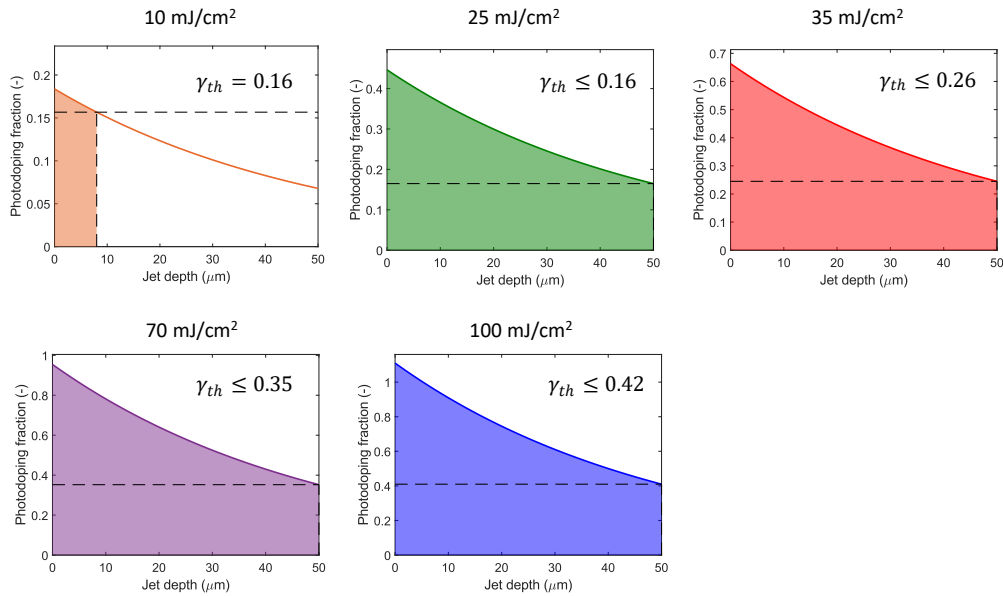 10 mJ/cm²
25 mJ/cm²
35 mJ/cm²
γth = 0.16
Photodoping fraction (-)
0.2
0.15
0.1
0.05
0
0 10 20 30 40 50
Jet depth (μm)
γth ≤ 0.16
Photodoping fraction (-)
0.4
0.3
0.2
0.1
0
0 10 20 30 40 50
Jet depth (μm)
γth ≤ 0.26
Photodoping fraction (-)
0.7
0.6
0.5
0.4
0.3
0.2
0.1
0
0 10 20 30 40 50
Jet depth (μm)
70 mJ/cm²
100 mJ/cm²
γth ≤ 0.35
Photodoping fraction (-)
1
0.8
0.6
0.4
0.2
0
0 10 20 30 40 50
Jet depth (μm)
γth ≤ 0.42
Photodoping fraction (-)
1
0.8
0.6
0.4
0.2
0
0 10 20 30 40 50
Jet depth (μm)